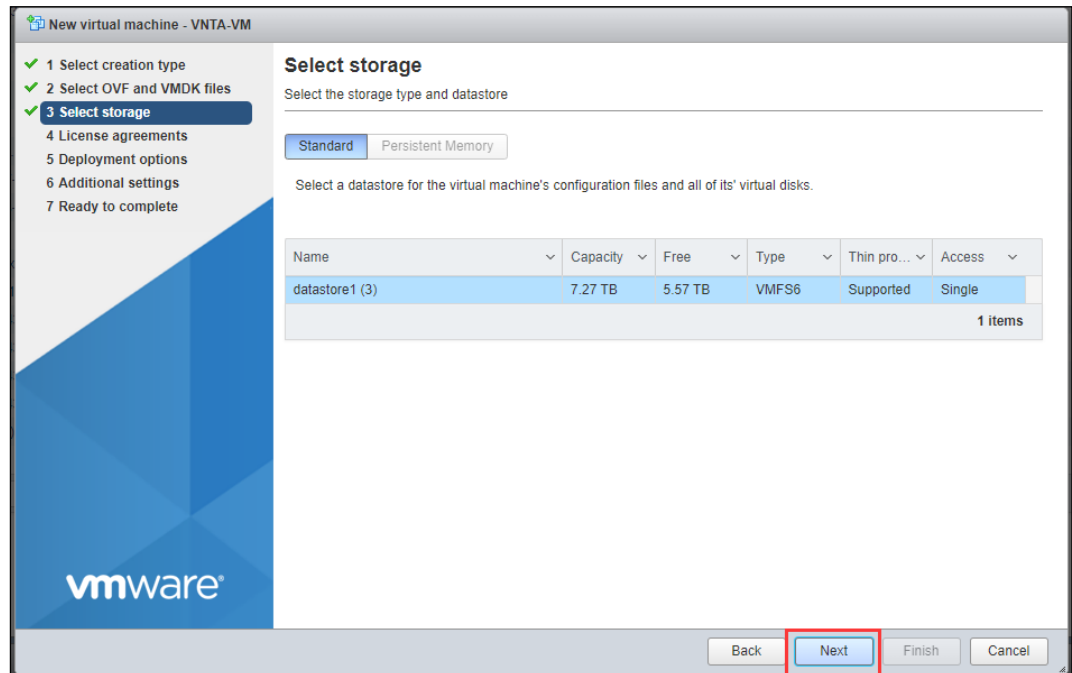 New virtual machine - VNTA-VM
1 Select creation type
2 Select OVF and VMDK files
3 Select storage
4 License agreements
5 Deployment options
6 Additional settings
7 Ready to complete
vmware®
Select storage
Select the storage type and datastore
Standard Persistent Memory
Select a datastore for the virtual machine's configuration files and all of its' virtual disks.
Name Capacity Free Type Thin pro... Access
datastore1 (3) 7.27 TB 5.57 TB VMFS6 Supported Single
1 items
Back Next Finish Cancel